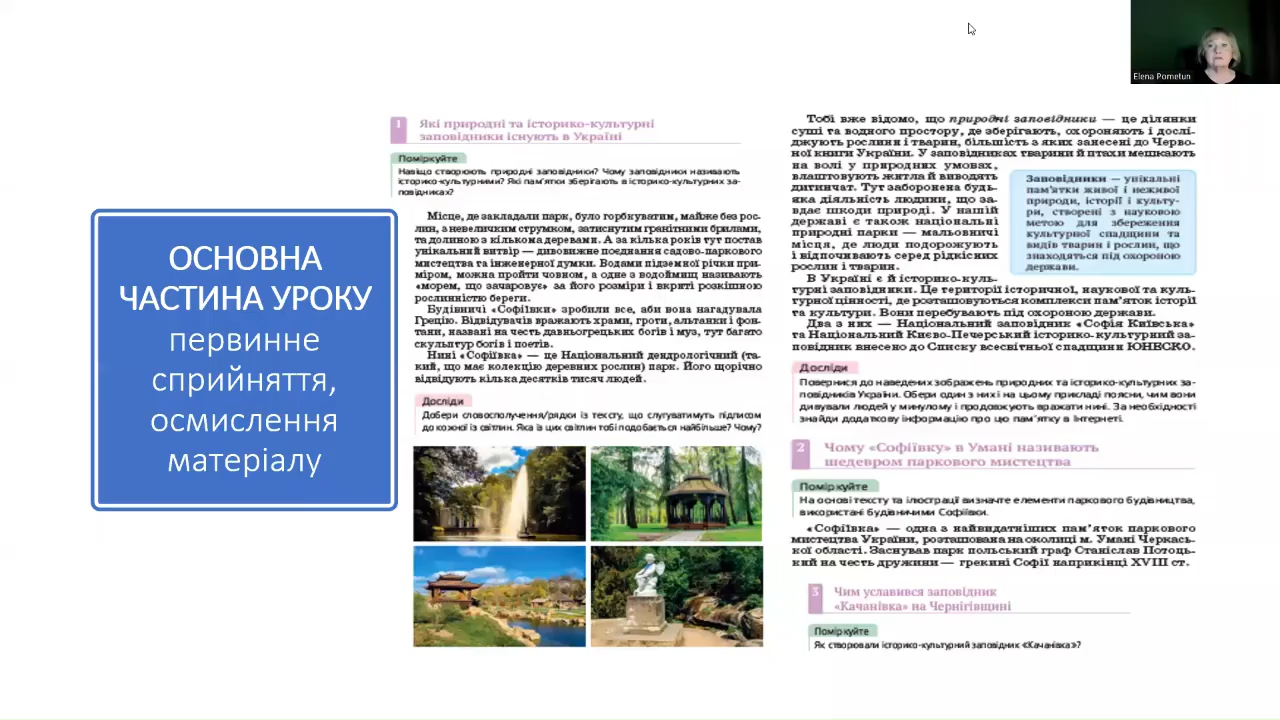 Elena Pometun
ОСНОВНА
ЧАСТИНА УРОКУ
первинне
сприйняття,
осмислення
матеріалу
1 Які природні та історико-культурні
заповідники існують в Україні
Поміркуйте
Навіщо створюють природні заповідники? Чому заповідники називають
історико-культурними? Які пам’ятки зберігають в історико-культурних за-
повідниках?
Місце, де закладали парк, було горбкуватим, майже без рос-
лин, з невеличким струмком, затиснутим гранітними брилами,
та долиною з кількома деревами. А за кілька років тут постав
унікальний витвір — дивовижне поєднання садово-паркового
мистецтва та інженерної думки. Водами підземної річки при-
міром, можна пройти човном, а одне з водоймищ називають
«морем, що зачаровує» за його розміри і вкриті розкішною
рослинністю береги.
Будівничі «Софіївки» зробили все, аби вона нагадувала
Грецію. Відвідувачів вражають храми, гроти, альтанки і фон-
тани, названі на честь давньогрецьких богів і муз, тут багато
скульптур богів і поетів.
Нині «Софіївка» — це Національний дендрологічний (та-
кий, що має колекцію деревних рослин) парк. Його щорічно
відвідують кілька десятків тисяч людей.
Досліди
Добери словосполучення/рядки із тексту, що слугуватимуть підписом
до кожної із світлин. Яка із цих світлин тобі подобається найбільше? Чому?
Тобі вже відомо, що природні заповідники — це ділянки
суші та водного простору, де зберігають, охороняють і дослі-
джують рослини і тварин, більшість з яких занесені до Черво-
ної книги України. У заповідниках тварини й птахи мешкають
на волі у природних умовах,
влаштовують житла й виводять
дитинчат. Тут заборонена будь-
яка діяльність людини, що за-
вдає шкоди природі. У нашій
державі є також національні
природні парки — мальовничі
місця, де люди подорожують
і відпочивають серед рідкісних
рослин і тварин.
Заповідники — унікальні
пам’ятки живої і неживої
природи, історії і культу-
ри, створені з науковою
метою для збереження
культурної спадщини та
видів тварин і рослин, що
знаходяться під охороною
держави.
В Україні є й історико-куль-
турні заповідники. Це території історичної, наукової та куль-
турної цінності, де розташовуються комплекси пам’яток історії
та культури. Вони перебувають під охороною держави.
Два з них — Національний заповідник «Софія Київська»
та Національний Києво-Печерський історико-культурний за-
повідник внесено до Списку всесвітньої спадщини ЮНЕСКО.
Досліди
Повернися до наведених зображень природних та історико-культурних за-
повідників України. Обери один з них і на цьому прикладі поясни, чим вони
дивували людей у минулому і продовжують вражати нині. За необхідності
знайди додаткову інформацію про цю пам’ятку в Інтернеті.
2 Чому «Софіївку» в Умані називають
шедевром паркового мистецтва
Поміркуйте
На основі тексту та ілюстрації визначте елементи паркового будівництва,
використані будівничими Софіївки.
«Софіївка» — одна з найвидатніших пам’яток паркового
мистецтва України, розташована на околиці м. Умані Черкась-
кої області. Заснував парк польський граф Станіслав Потоць-
кий на честь дружини — грекині Софії наприкінці XVIII ст.
3 Чим уславився заповідник
«Качанівка» на Чернігівщині
Поміркуйте
Як створювали історико-культурний заповідник «Качанівка»?